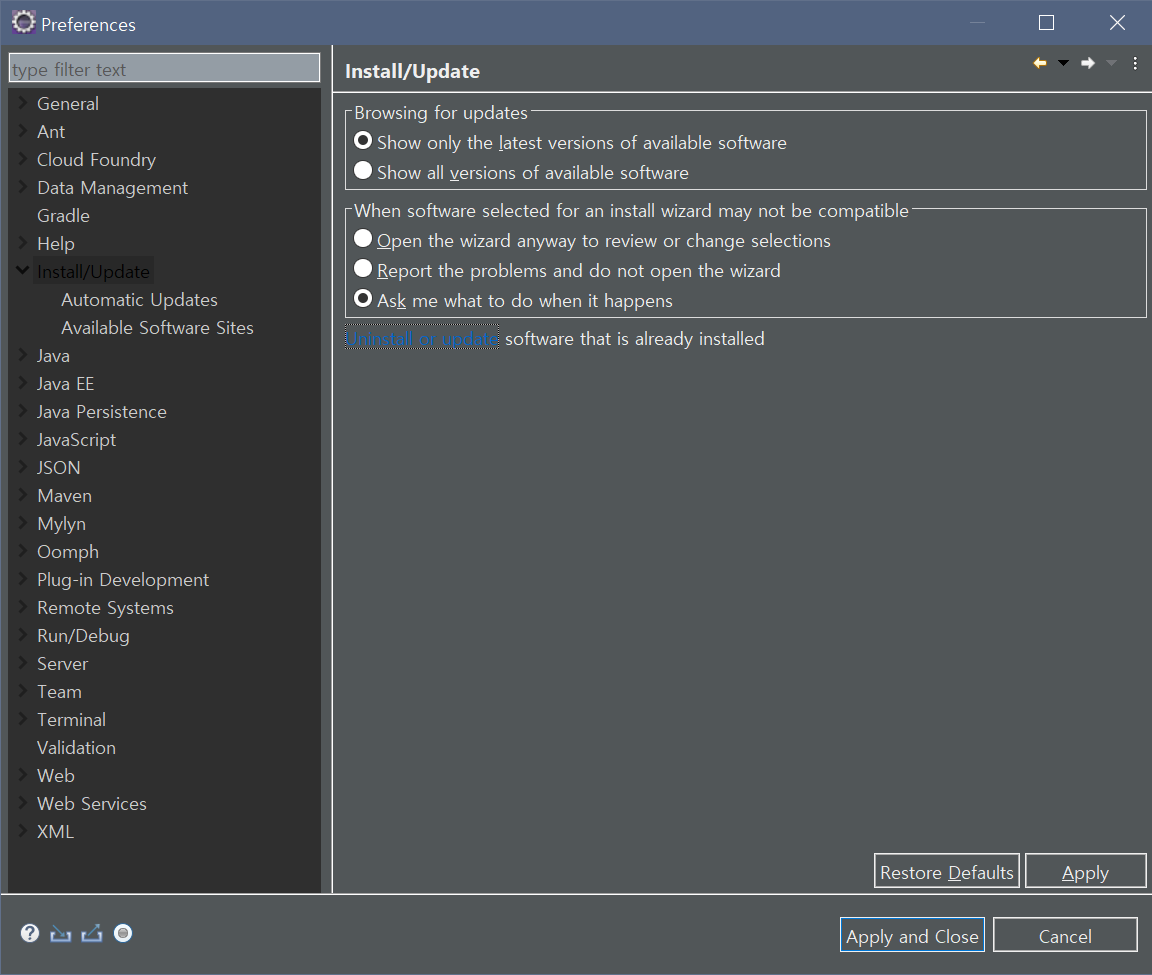 Preferences
type filter text
General
Ant
Cloud Foundry
Data Management
Gradle
Help
Install/Update
Automatic Updates
Available Software Sites
Java
Java EE
Java Persistence
JavaScript
JSON
Maven
Mylyn
Oomph
Plug-in Development
Remote Systems
Run/Debug
Server
Team
Terminal
Validation
Web
Web Services
XML
Install/Update
Browsing for updates
Show only the latest versions of available software
Show all versions of available software
When software selected for an install wizard may not be compatible
Open the wizard anyway to review or change selections
Report the problems and do not open the wizard
Ask me what to do when it happens
Uninstall or update software that is already installed
Restore Defaults
Apply
Apply and Close
Cancel